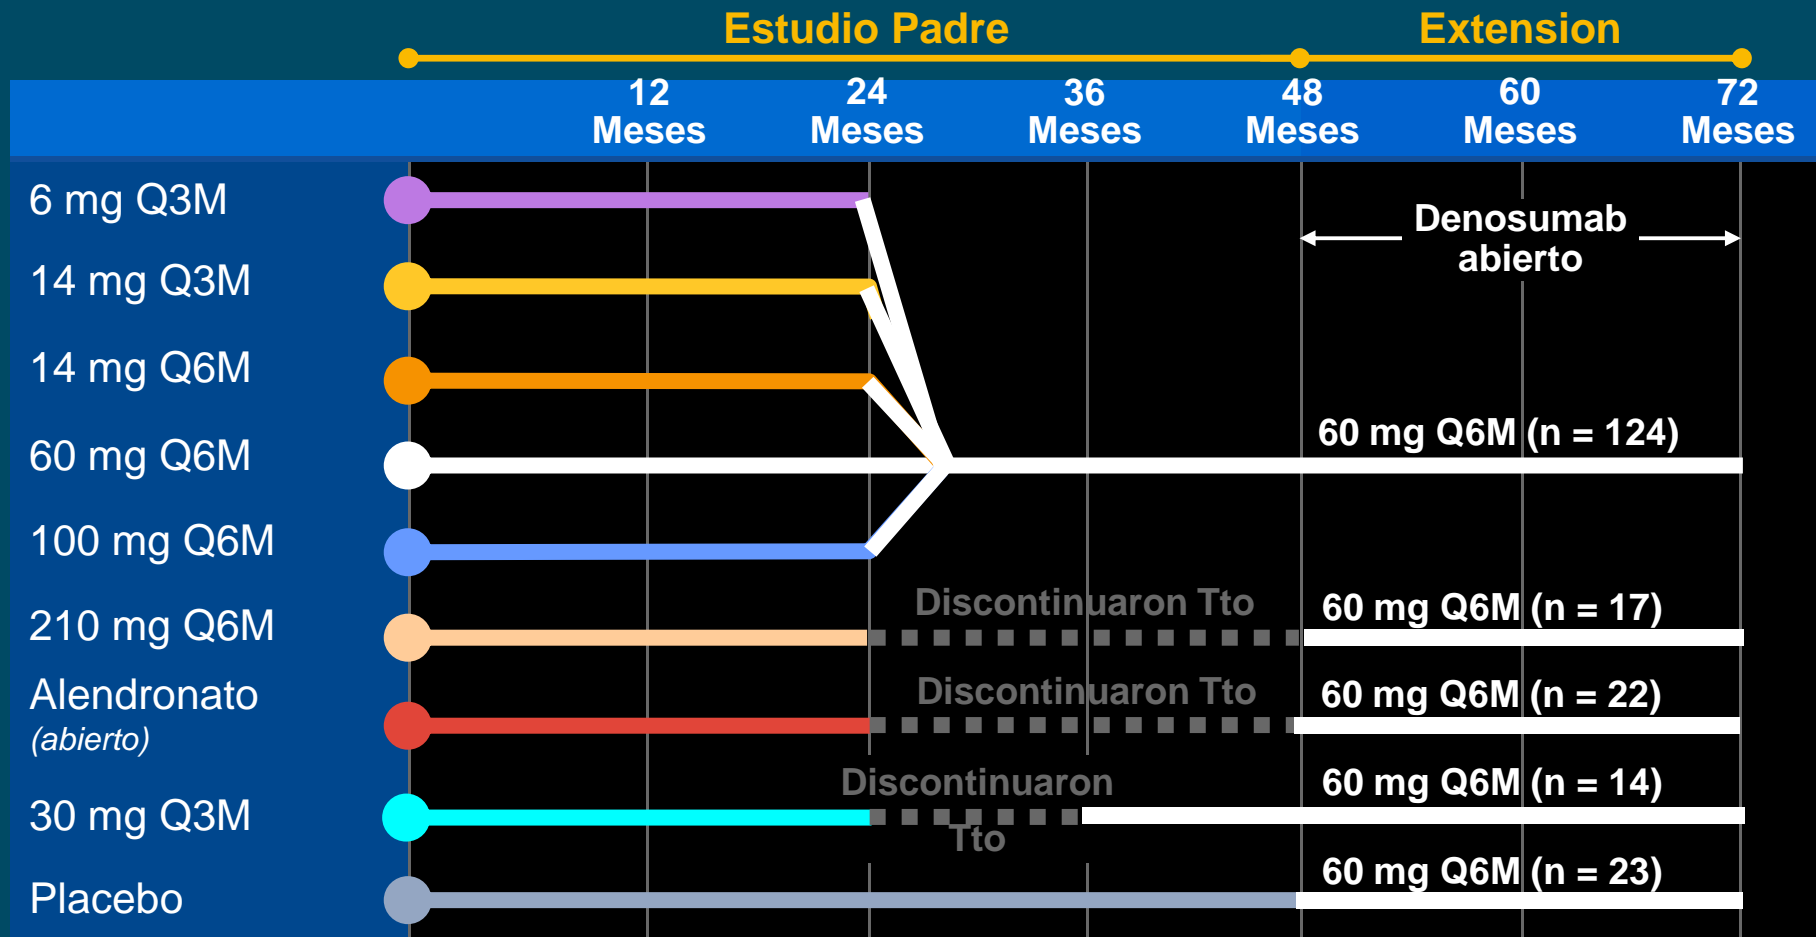 Estudio Padre
Extension
12
Meses
24
Meses
36
Meses
48
Meses
60
Meses
72
Meses
6 mg Q3M
Denosumab
abierto
14 mg Q3M
14 mg Q6M
60 mg Q6M
60 mg Q6M (n = 124)
100 mg Q6M
210 mg Q6M
Discontinuaron Tto
60 mg Q6M (n = 17)
Alendronato
(abierto)
Discontinuaron Tto
60 mg Q6M (n = 22)
30 mg Q3M
Discontinuaron
Tto
60 mg Q6M (n = 14)
Placebo
60 mg Q6M (n = 23)